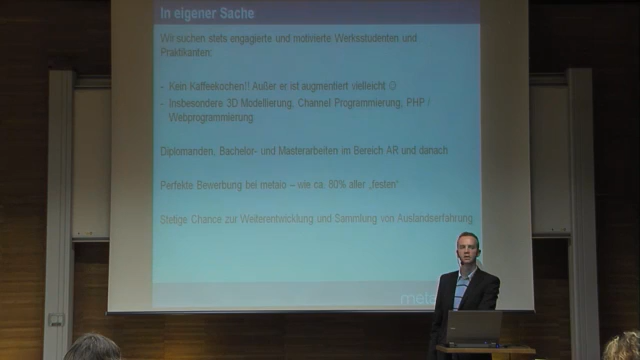 In eigener Sache
Wir suchen stets engagierte und motivierte Werksstudenten und
Praktikanten:
- Kein Kaffeekochen!! Außer er ist augmentiert vielleicht ☺
- Insbesondere 3D Modellierung, Channel Programmierung, PHP /
Webprogrammierung
Diplomanden, Bachelor- und Masterarbeiten im Bereich AR und danach
Perfekte Bewerbung bei metaio – wie ca. 80% aller „festen“
Stetige Chance zur Weiterentwicklung und Sammlung von Auslandserfahrung